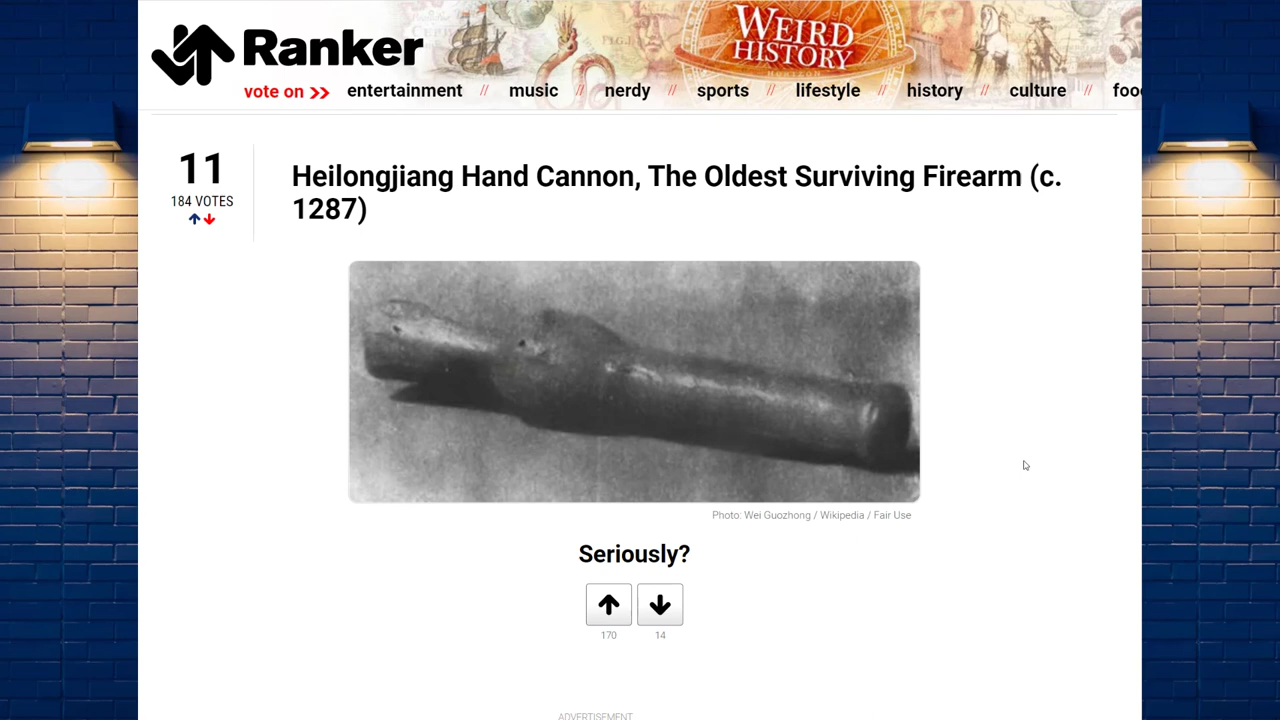 Ranker
WEIRD
HISTORY
vote on
entertainment // music // nerdy // sports // lifestyle // history // culture // foo
11
184 VOTES
Heilongjiang Hand Cannon, The Oldest Surviving Firearm (c.
1287)
Photo: Wei Guozhong / Wikipedia / Fair Use
Seriously?
170
14
ADVERTISEMENT